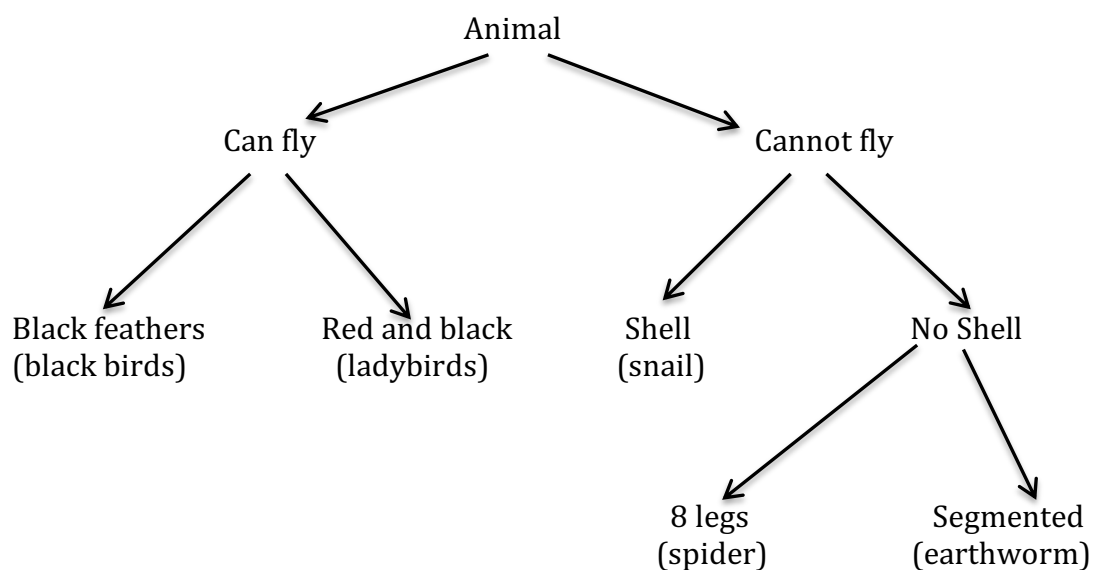 Animal
Can fly
Cannot fly
Black feathers
(black birds)
Red and black
(ladybirds)
Shell
(snail)
No Shell
8 legs
(spider)
Segmented
(earthworm)